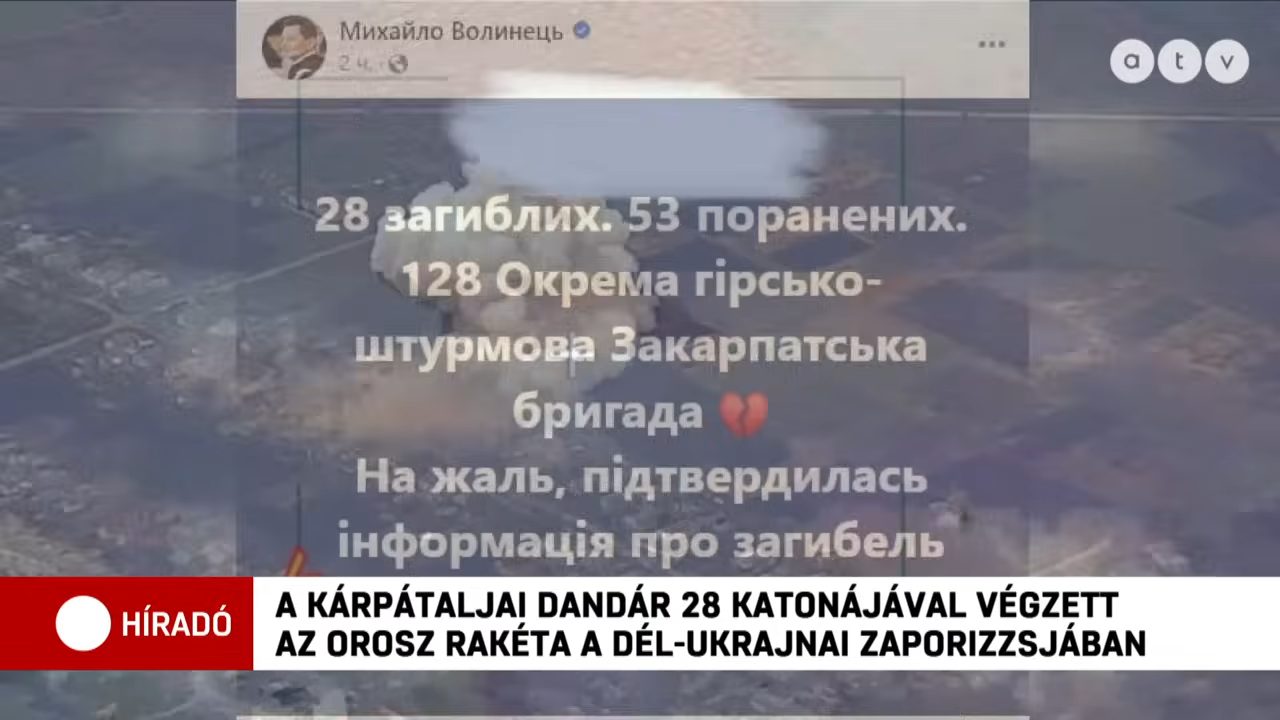 Михайло Волинець
2 ч.
atv
28 загиблих. 53 поранених.
128 Окрема гірсько-
штурмова Закарпатська
бригада
На жаль, підтвердилась
інформація про загибель
HÍRADÓ
A KÁRPÁTALJAI DANDÁR 28 KATONÁJÁVAL VÉGZETT
AZ OROSZ RAKÉTA A DÉL-UKRAJNAI ZAPORIZZSJÁBAN